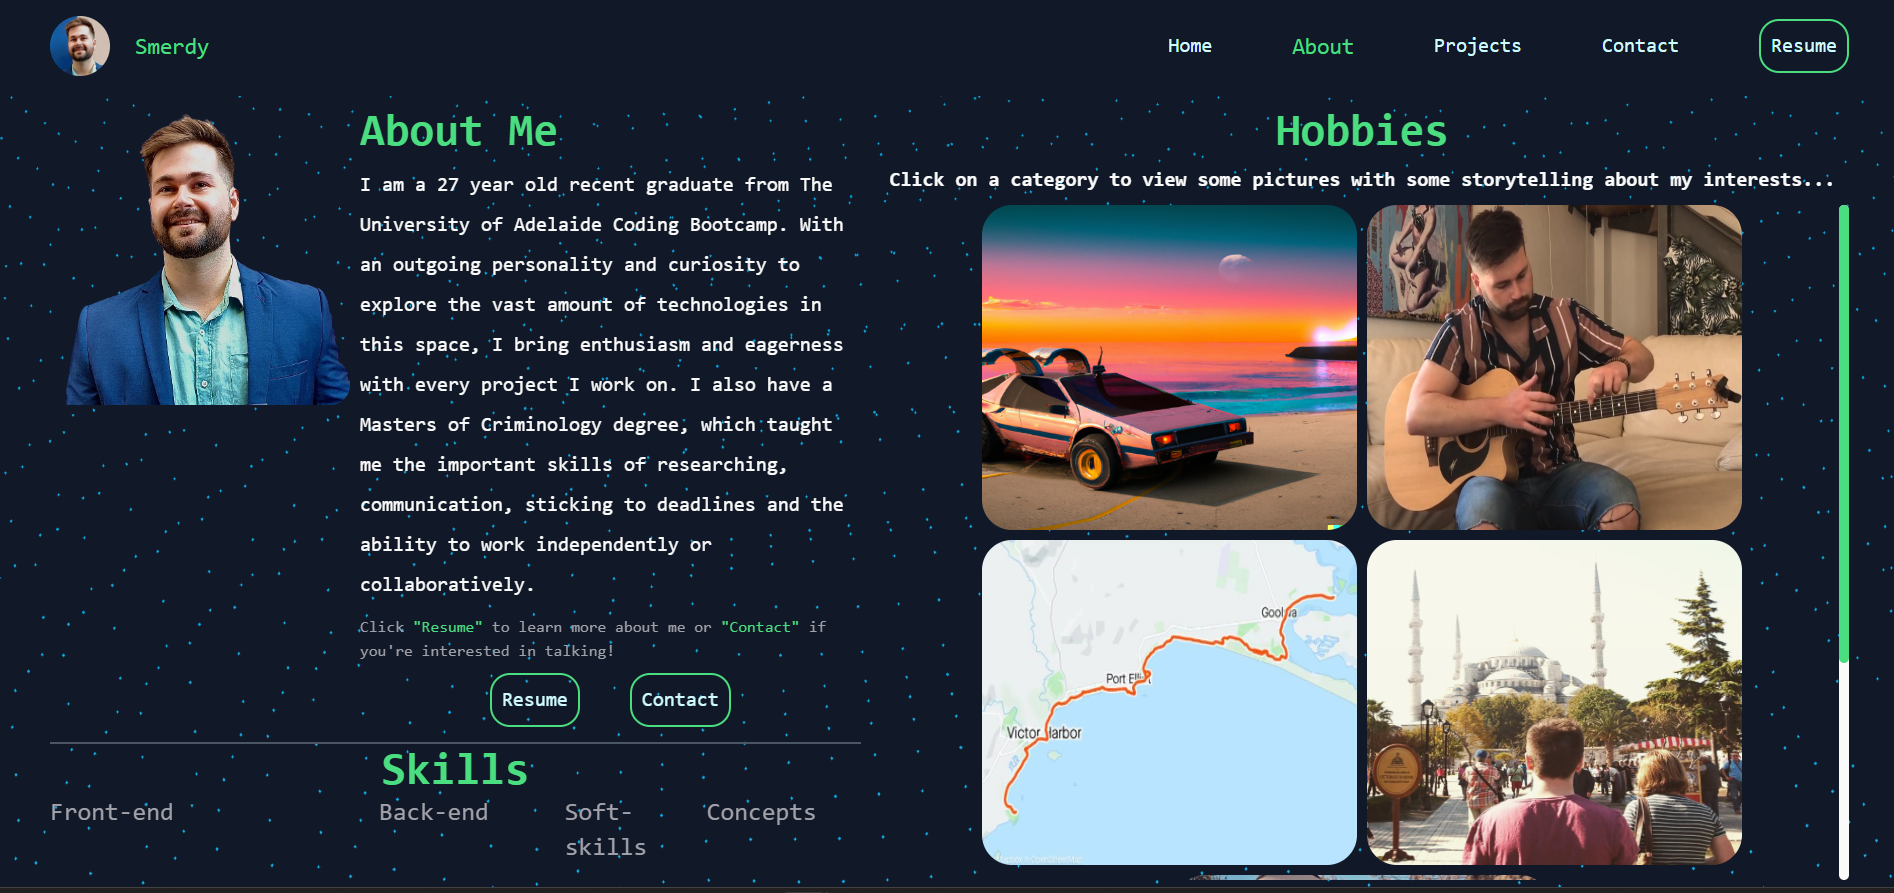 Smerdy
Home
About
Projects
Contact
Resume
About Me
I am a 27 year old recent graduate from The
University of Adelaide Coding Bootcamp. With
an outgoing personality and curiosity to
explore the vast amount of technologies in
this space, I bring enthusiasm and eagerness
with every project I work on. I also have a
Masters of Criminology degree, which taught
me the important skills of researching,
communication, sticking to deadlines and the
ability to work independently or
collaboratively.
Click "Resume" to learn more about me or "Contact" if
you're interested in talking!
Resume
Contact
Skills
Front-end
Back-end
Soft-
skills
Concepts
Hobbies
Click on a category to view some pictures with some storytelling about my interests...
Goolwa
Port Elliot
Victor Harbor